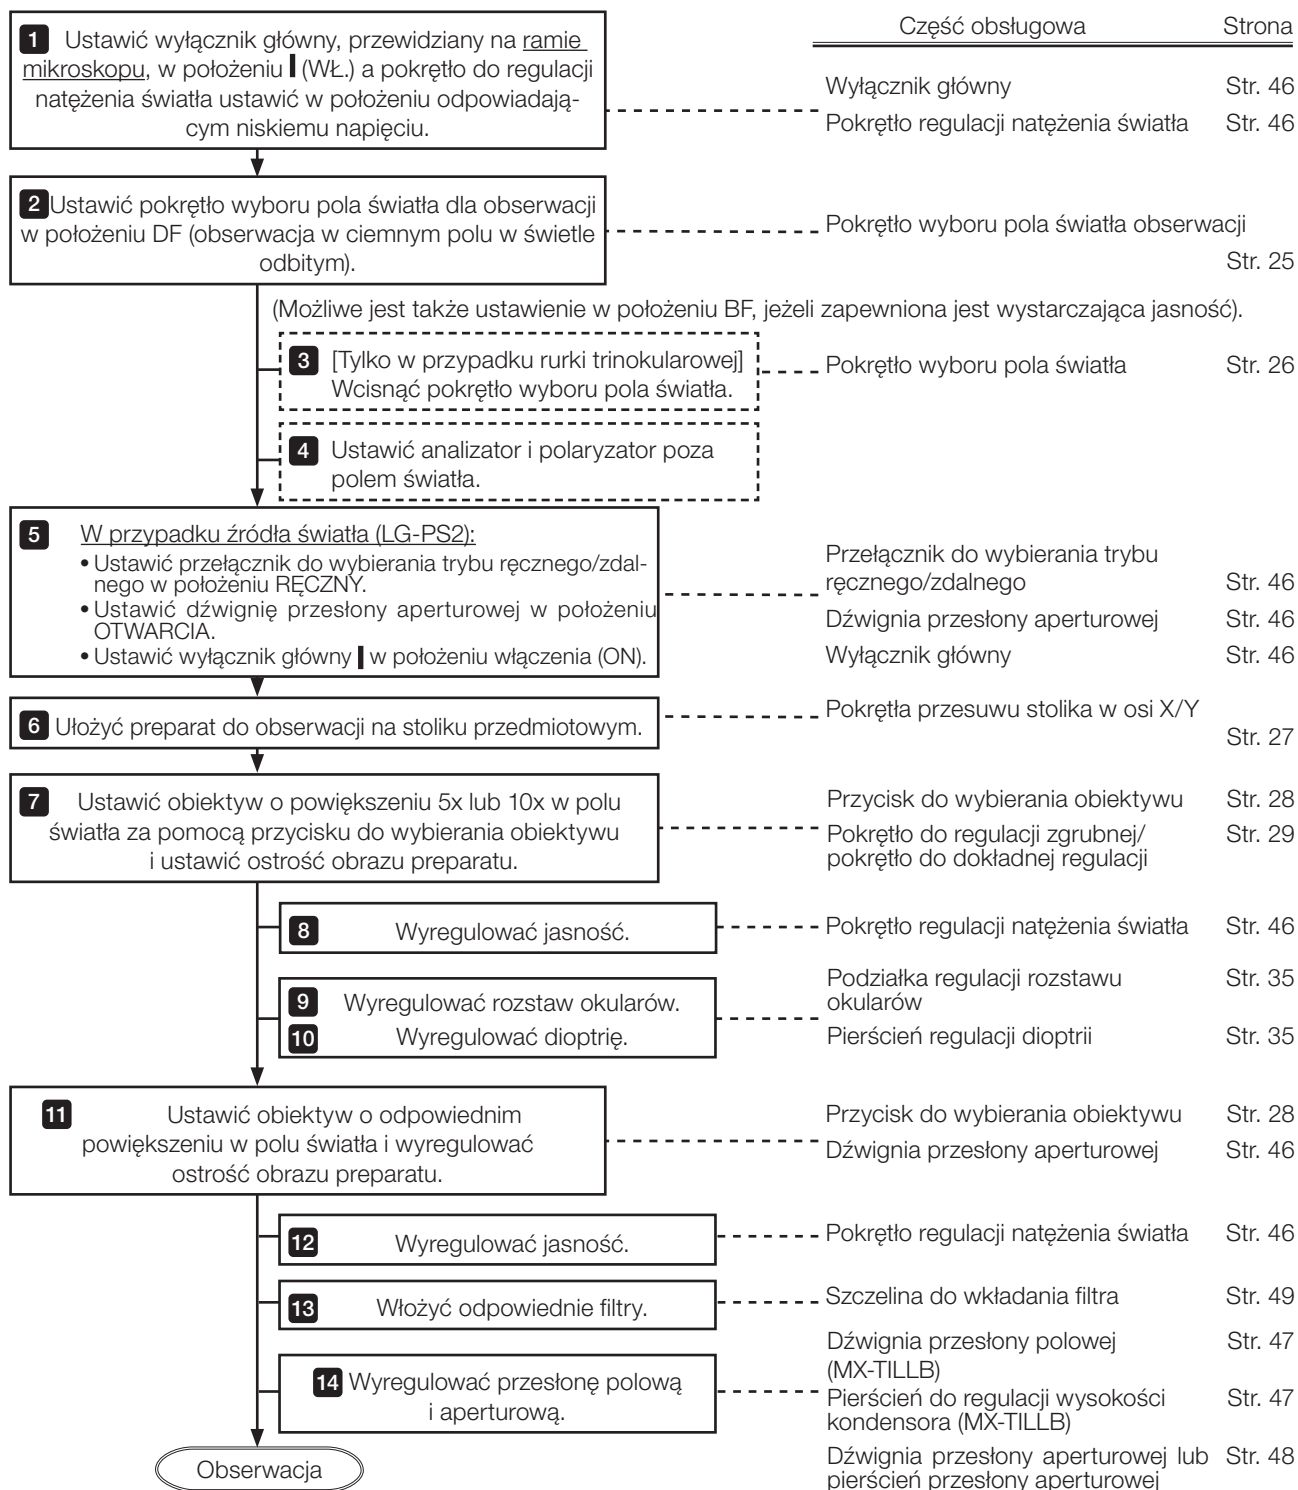 Część obsługowa Strona
1 Ustawić wyłącznik główny, przewidziany na ramie
mikroskopu, w położeniu I (WŁ.) a pokrętło do regulacji
natężenia światła ustawić w położeniu odpowiadają-
cym niskiemu napięciu.
Wyłącznik główny Str. 46
Pokrętło regulacji natężenia światła Str. 46
2 Ustawić pokrętło wyboru pola światła dla obserwacji
w położeniu DF (obserwacja w ciemnym polu w świetle
odbitym).
Pokrętło wyboru pola światła obserwacji
Str. 25
(Możliwe jest także ustawienie w położeniu BF, jeżeli zapewniona jest wystarczająca jasność).
3 [Tylko w przypadku rurki trinokularowej]
Wcisnąć pokrętło wyboru pola światła.
Pokrętło wyboru pola światła Str. 26
4 Ustawić analizator i polaryzator poza
polem światła.
5 W przypadku źródła światła (LG-PS2):
• Ustawić przełącznik do wybierania trybu ręcznego/zdal-
nego w położeniu RĘCZNY.
• Ustawić dźwignię przesłony aperturowej w położeniu
OTWARCIA.
• Ustawić wyłącznik główny I w położeniu włączenia (ON).
Przełącznik do wybierania trybu
ręcznego/zdalnego Str. 46
Dźwignia przesłony aperturowej Str. 46
Wyłącznik główny Str. 46
6 Ułożyć preparat do obserwacji na stoliku przedmiotowym.
Pokrętła przesuwu stolika w osi X/Y
Str. 27
7 Ustawić obiektyw o powiększeniu 5x lub 10x w polu
światła za pomocą przycisku do wybierania obiektywu
i ustawić ostrość obrazu preparatu.
Przycisk do wybierania obiektywu Str. 28
Pokrętło do regulacji zgrubnej/ Str. 29
pokrętło do dokładnej regulacji
8 Wyregulować jasność.
Pokrętło regulacji natężenia światła Str. 46
9 Wyregulować rozstaw okularów.
10 Wyregulować dioptrię.
Podziałka regulacji rozstawu Str. 35
okularów
Pierścień regulacji dioptrii Str. 35
11 Ustawić obiektyw o odpowiednim
powiększeniu w polu światła i wyregulować
ostrość obrazu preparatu.
Przycisk do wybierania obiektywu Str. 28
Dźwignia przesłony aperturowej Str. 46
12 Wyregulować jasność.
Pokrętło regulacji natężenia światła Str. 46
13 Włożyć odpowiednie filtry.
Szczelina do wkładania filtra Str. 49
14 Wyregulować przesłonę polową
i aperturową.
Dźwignia przesłony polowej Str. 47
(MX-TILLB)
Pierścień do regulacji wysokości Str. 47
kondensora (MX-TILLB)
Dźwignia przesłony aperturowej lub Str. 48
pierścień przesłony aperturowej
Obserwacja